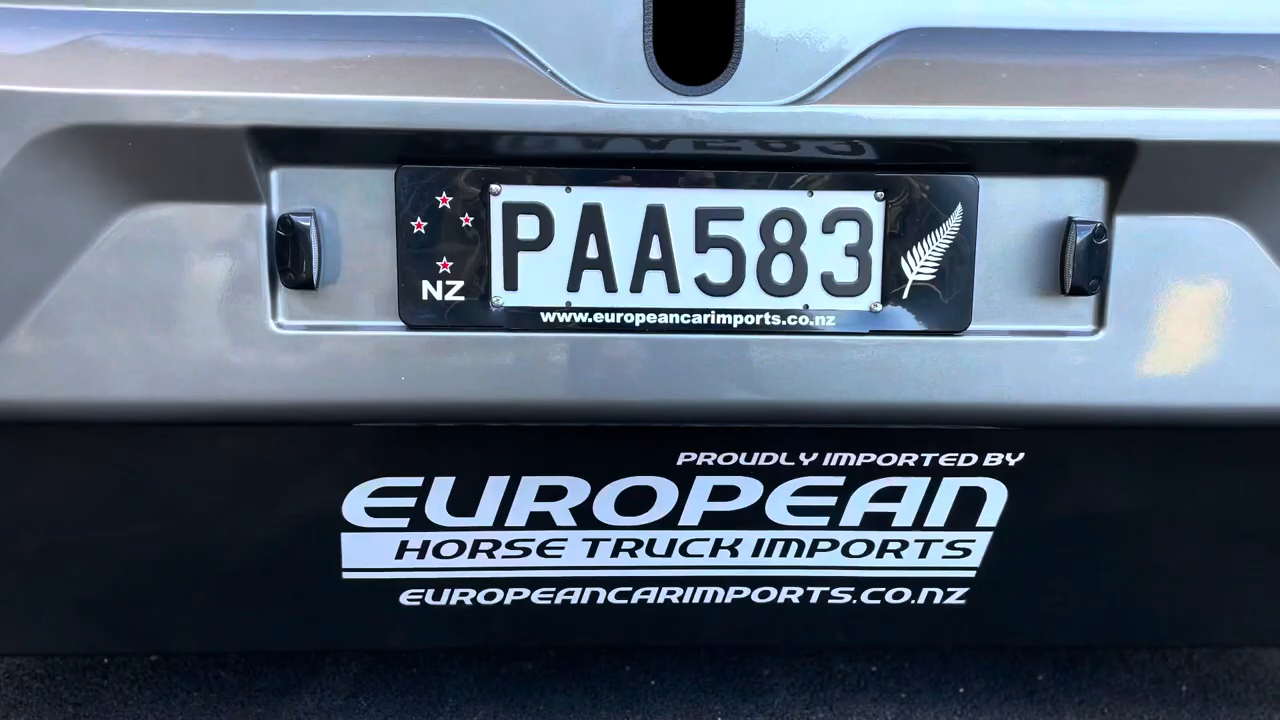 PAA583
NZ
www.europeancarimports.co.nz
PROUDLY IMPORTED BY
EUROPEAN
HORSE TRUCK IMPORTS
EUROPEANCARIMPORTS.CO.NZ